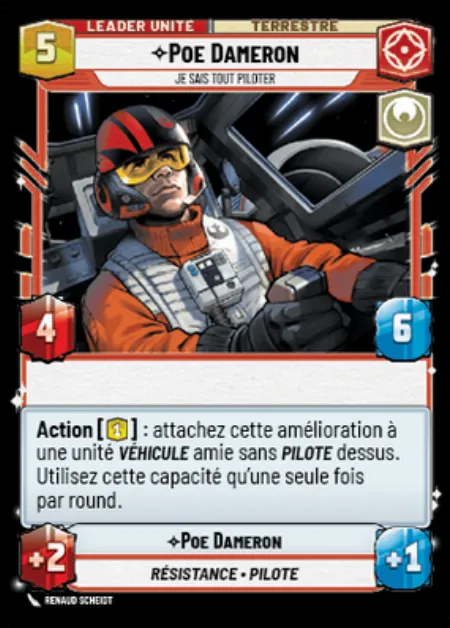 LEADER UNITÉ
TERRESTRE
5
✧POE DAMERON
JE SAIS TOUT PILOTER
4
6
Action [1] : attachez cette amélioration à
une unité VÉHICULE amie sans PILOTE dessus.
Utilisez cette capacité qu'une seule fois
par round.
+2
✧POE DAMERON
+1
RÉSISTANCE • PILOTE
RENAUD SCHEIDT